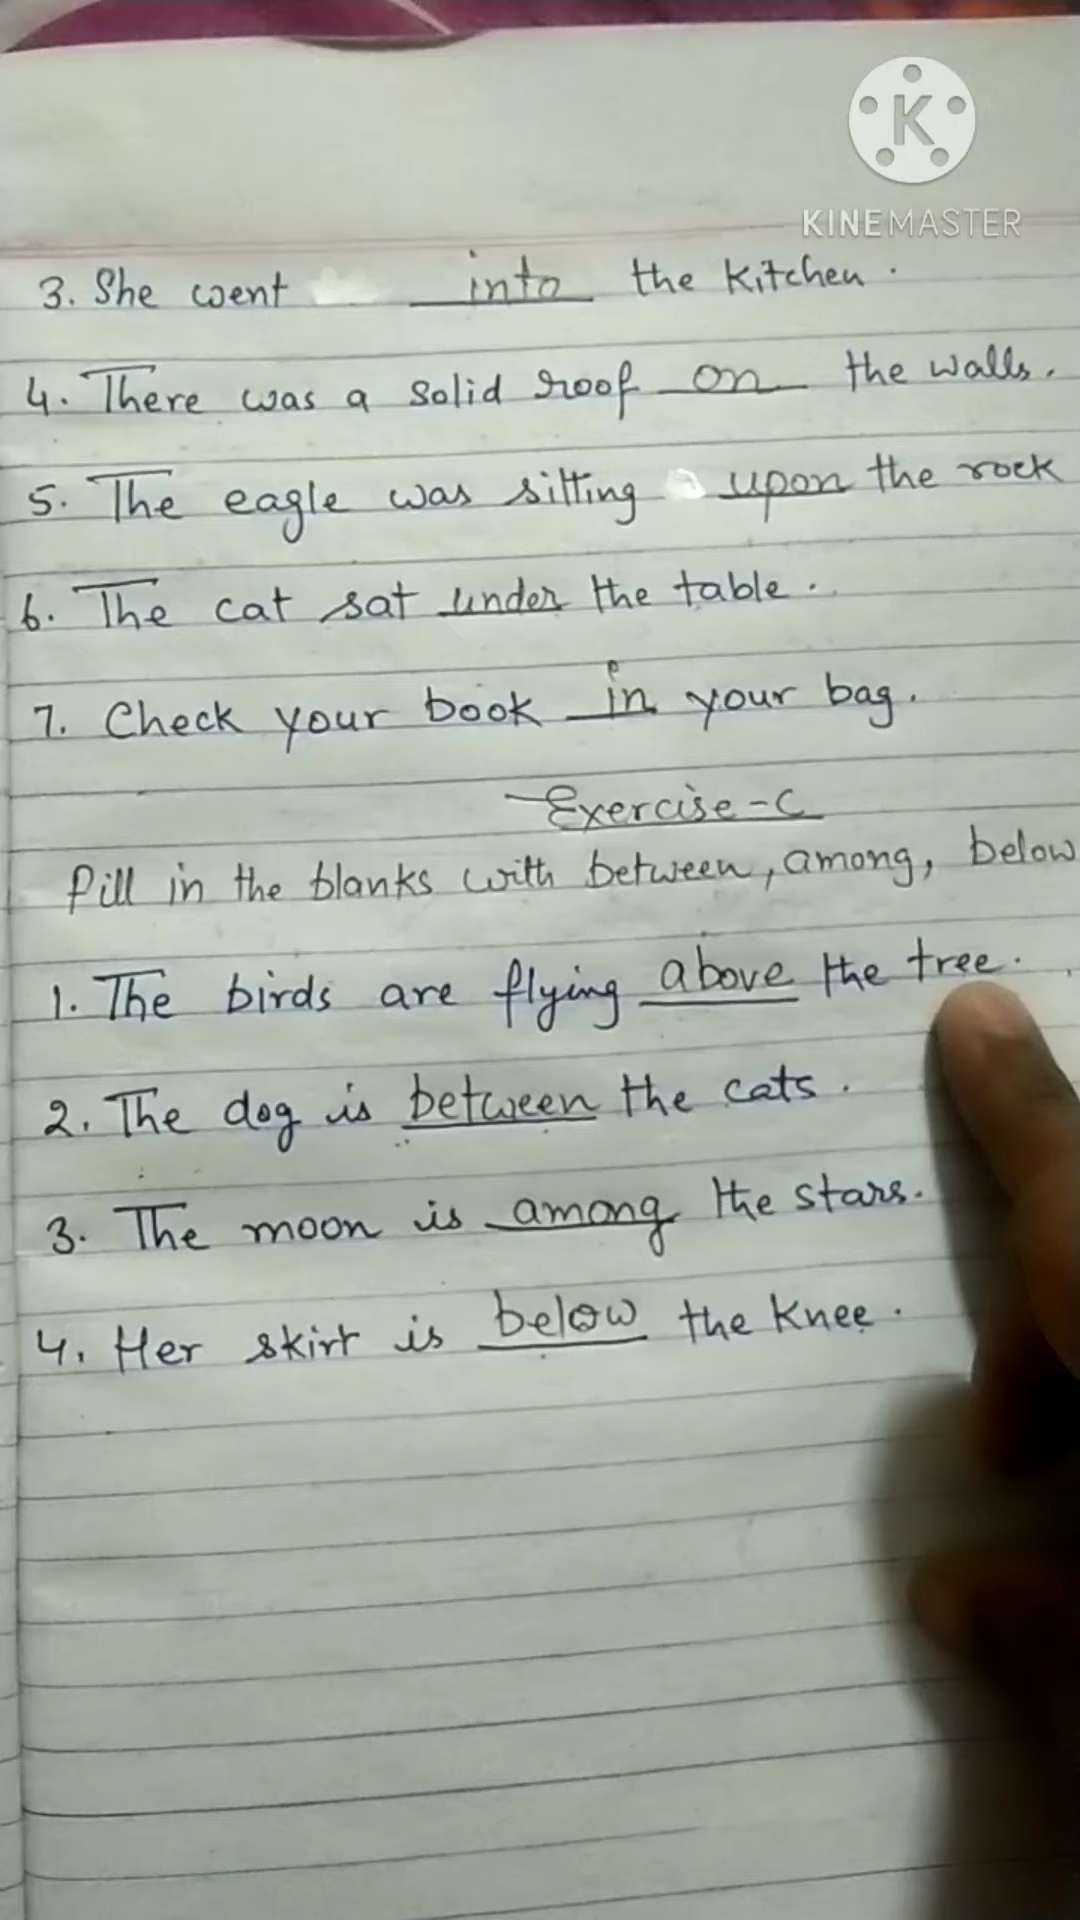 K
KINEMASTER
3. She went into the kitchen.
4. There was a solid roof on the walls.
5. The eagle was sitting upon the rock
6. The cat sat under the table.
7. Check your book in your bag.
Exercise-C
Fill in the blanks with between, among, below
1. The birds are flying above the tree.
2. The dog is between the cats.
3. The moon is among the stars.
4. Her skirt is below the knee.